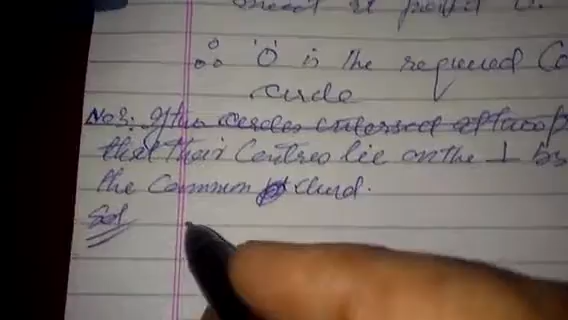 ∴ 'O' is the required C
circle
No 3: If two circles intersect at two p
that their Centres lie on the ⊥ bis
the Common chord.
Sol